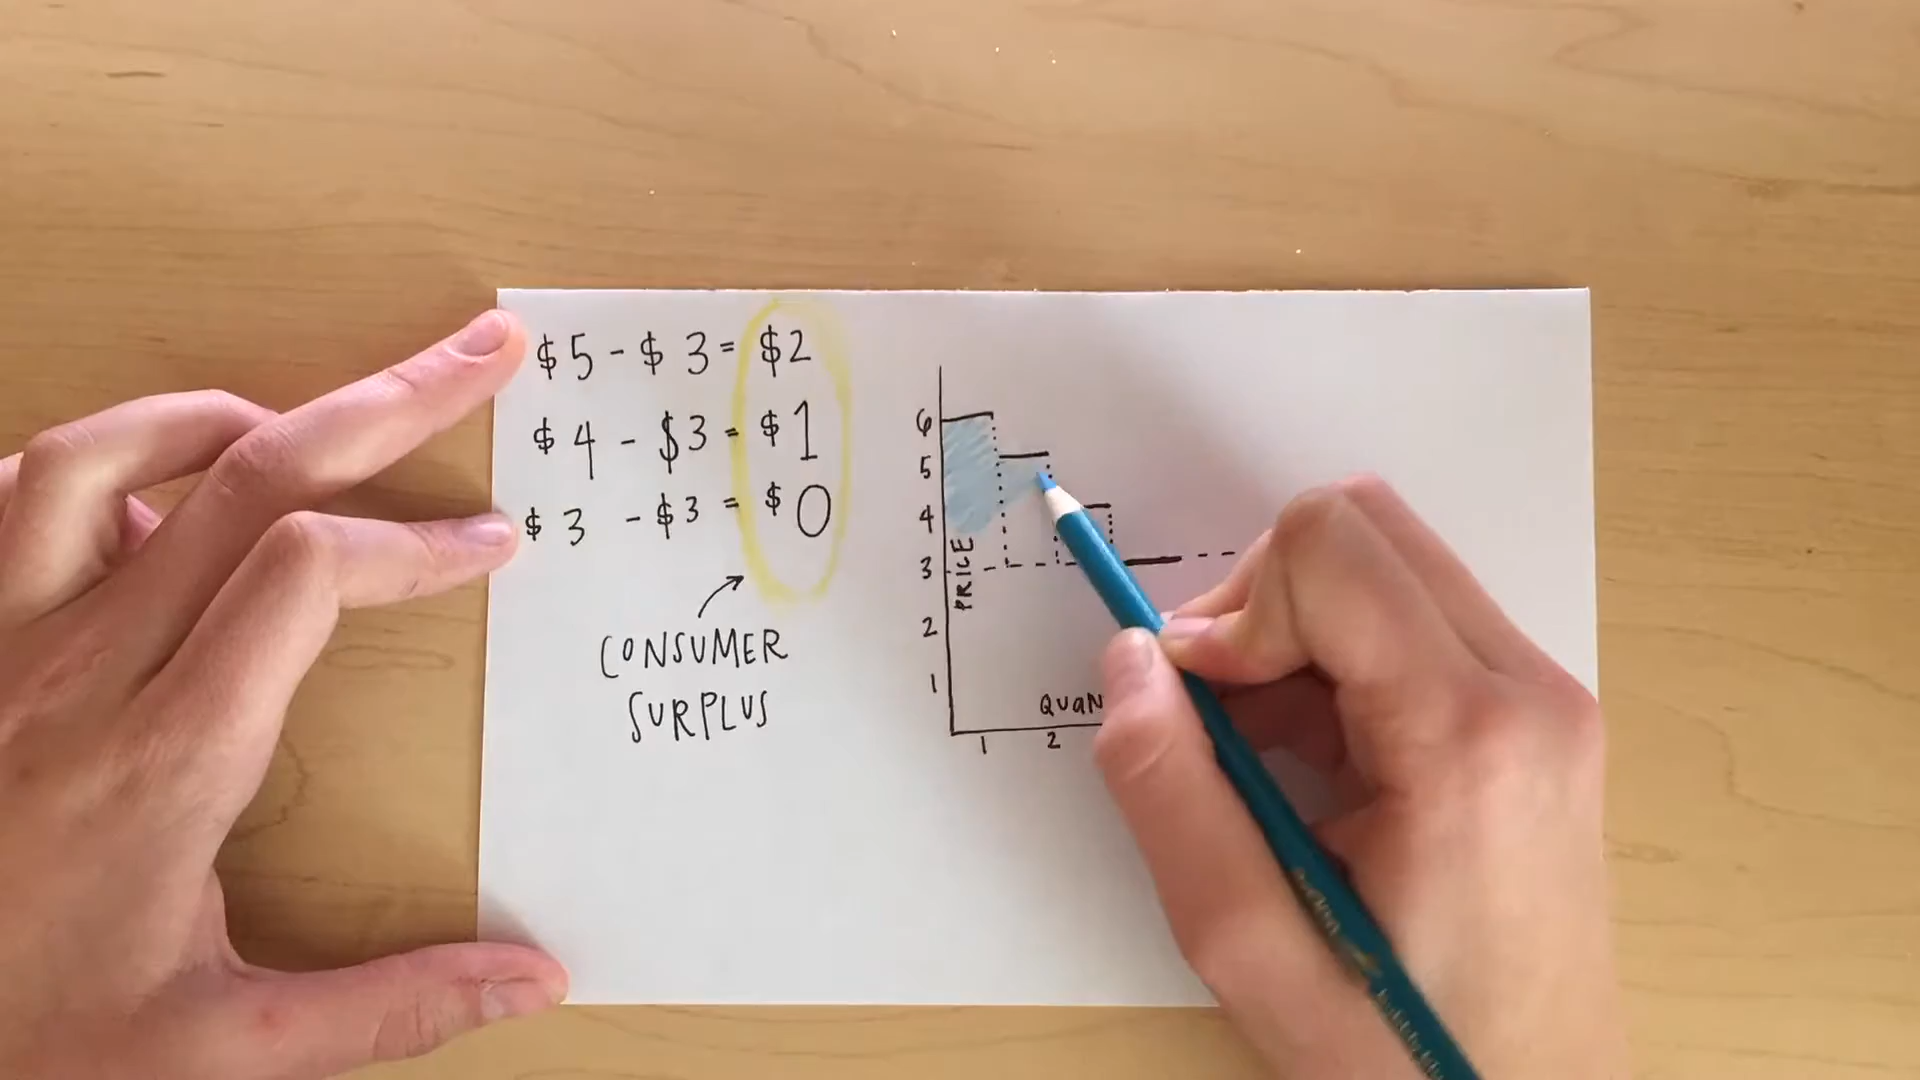 $5 - $3 = $2
$4 - $3 = $1
$3 - $3 = $0
CONSUMER
SURPLUS
6
5
4
3
2
1
PRICE
QUAN
1 2